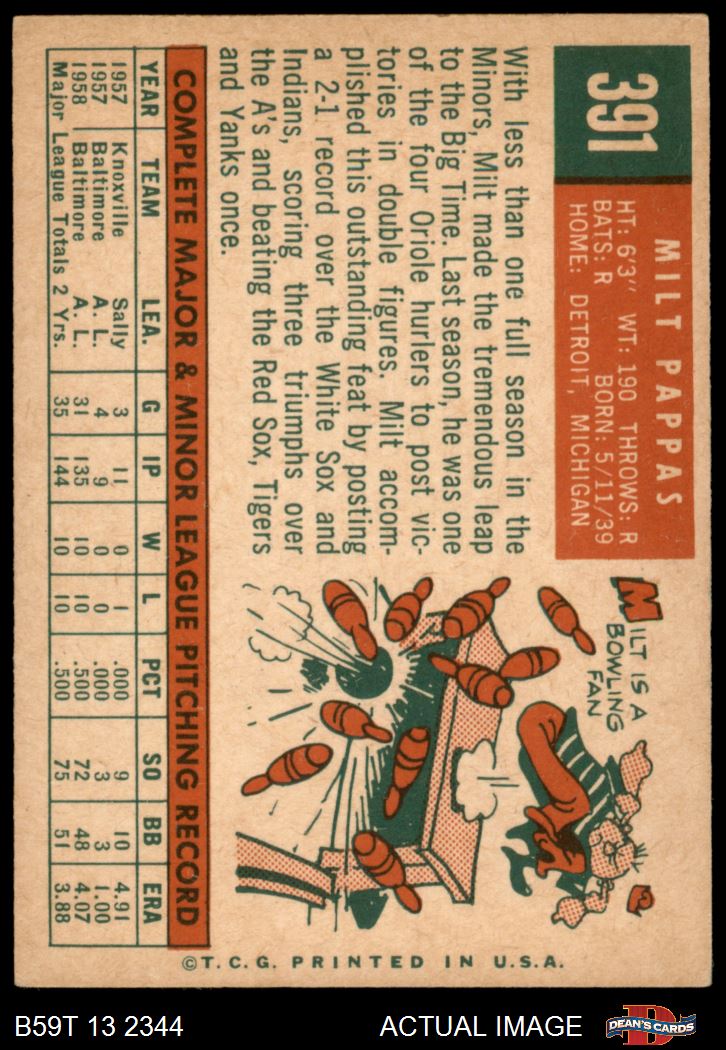 391
MILT PAPPAS
HT: 6'3" WT: 190 THROWS: R
BATS: R BORN: 5/11/39
HOME: DETROIT, MICHIGAN
With less than one full season in the
Minors, Milt made the tremendous leap
to the Big Time. Last season, he was one
of the four Oriole hurlers to post vic-
tories in double figures. Milt accom-
plished this outstanding feat by posting
a 2-1 record over the White Sox and
Indians, scoring three triumphs over
the A's and beating the Red Sox, Tigers
and Yanks once.
MILT IS A
BOWLING
FAN
COMPLETE MAJOR & MINOR LEAGUE PITCHING RECORD
YEAR TEAM LEA. G IP W L PCT SO BB ERA
1957 Knoxville Sally 3 11 0 1 .000 9 10 4.91
1957 Baltimore A. L. 4 9 0 0 .000 3 3 1.00
1958 Baltimore A. L. 31 135 10 10 .500 72 48 4.07
Major League Totals 2 Yrs. 35 144 10 10 .500 75 51 3.88
©T.C.G. PRINTED IN U.S.A.
B59T 13 2344 ACTUAL IMAGE
D
DEAN'S CARDS